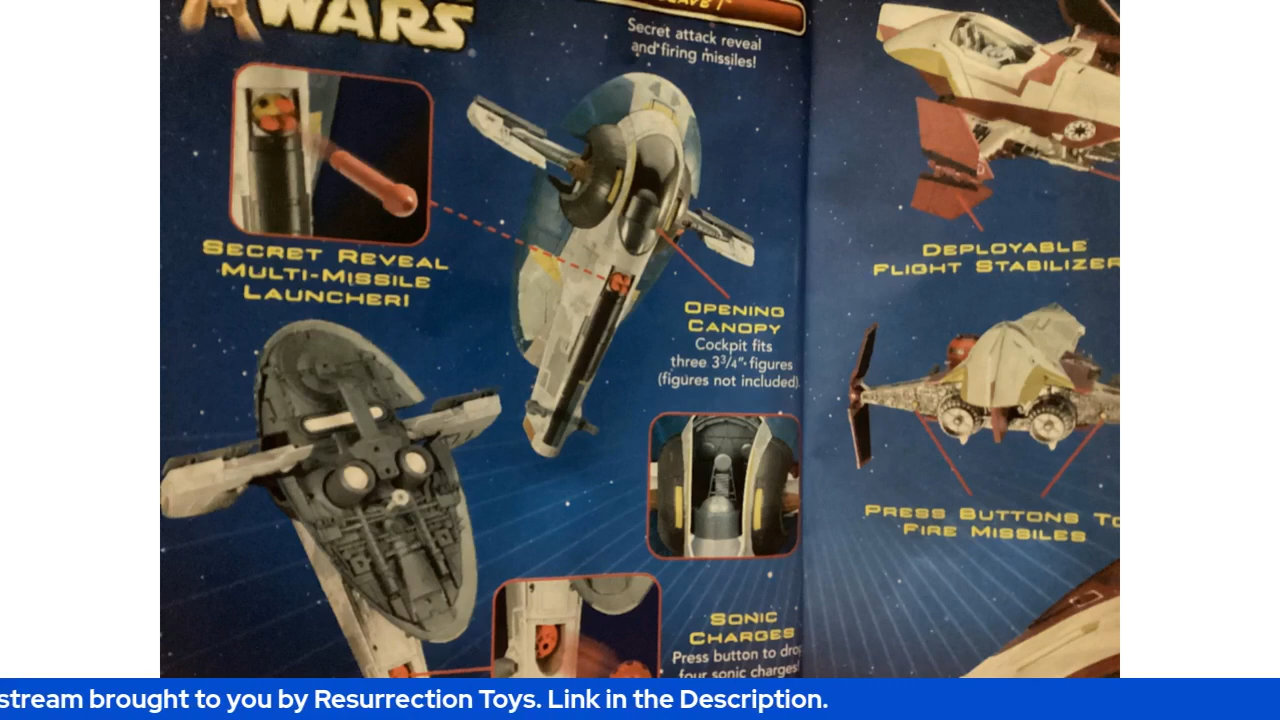 WARS
Secret attack reveal
and firing missiles!
SECRET REVEAL
MULTI-MISSILE
LAUNCHER!
OPENING
CANOPY
Cockpit fits
three 3 3/4" figures
(figures not included).
SONIC
CHARGES
Press button to drop
four sonic charges!
DEPLOYABLE
FLIGHT STABILIZER
PRESS BUTTONS TO
FIRE MISSILES
stream brought to you by Resurrection Toys. Link in the Description.